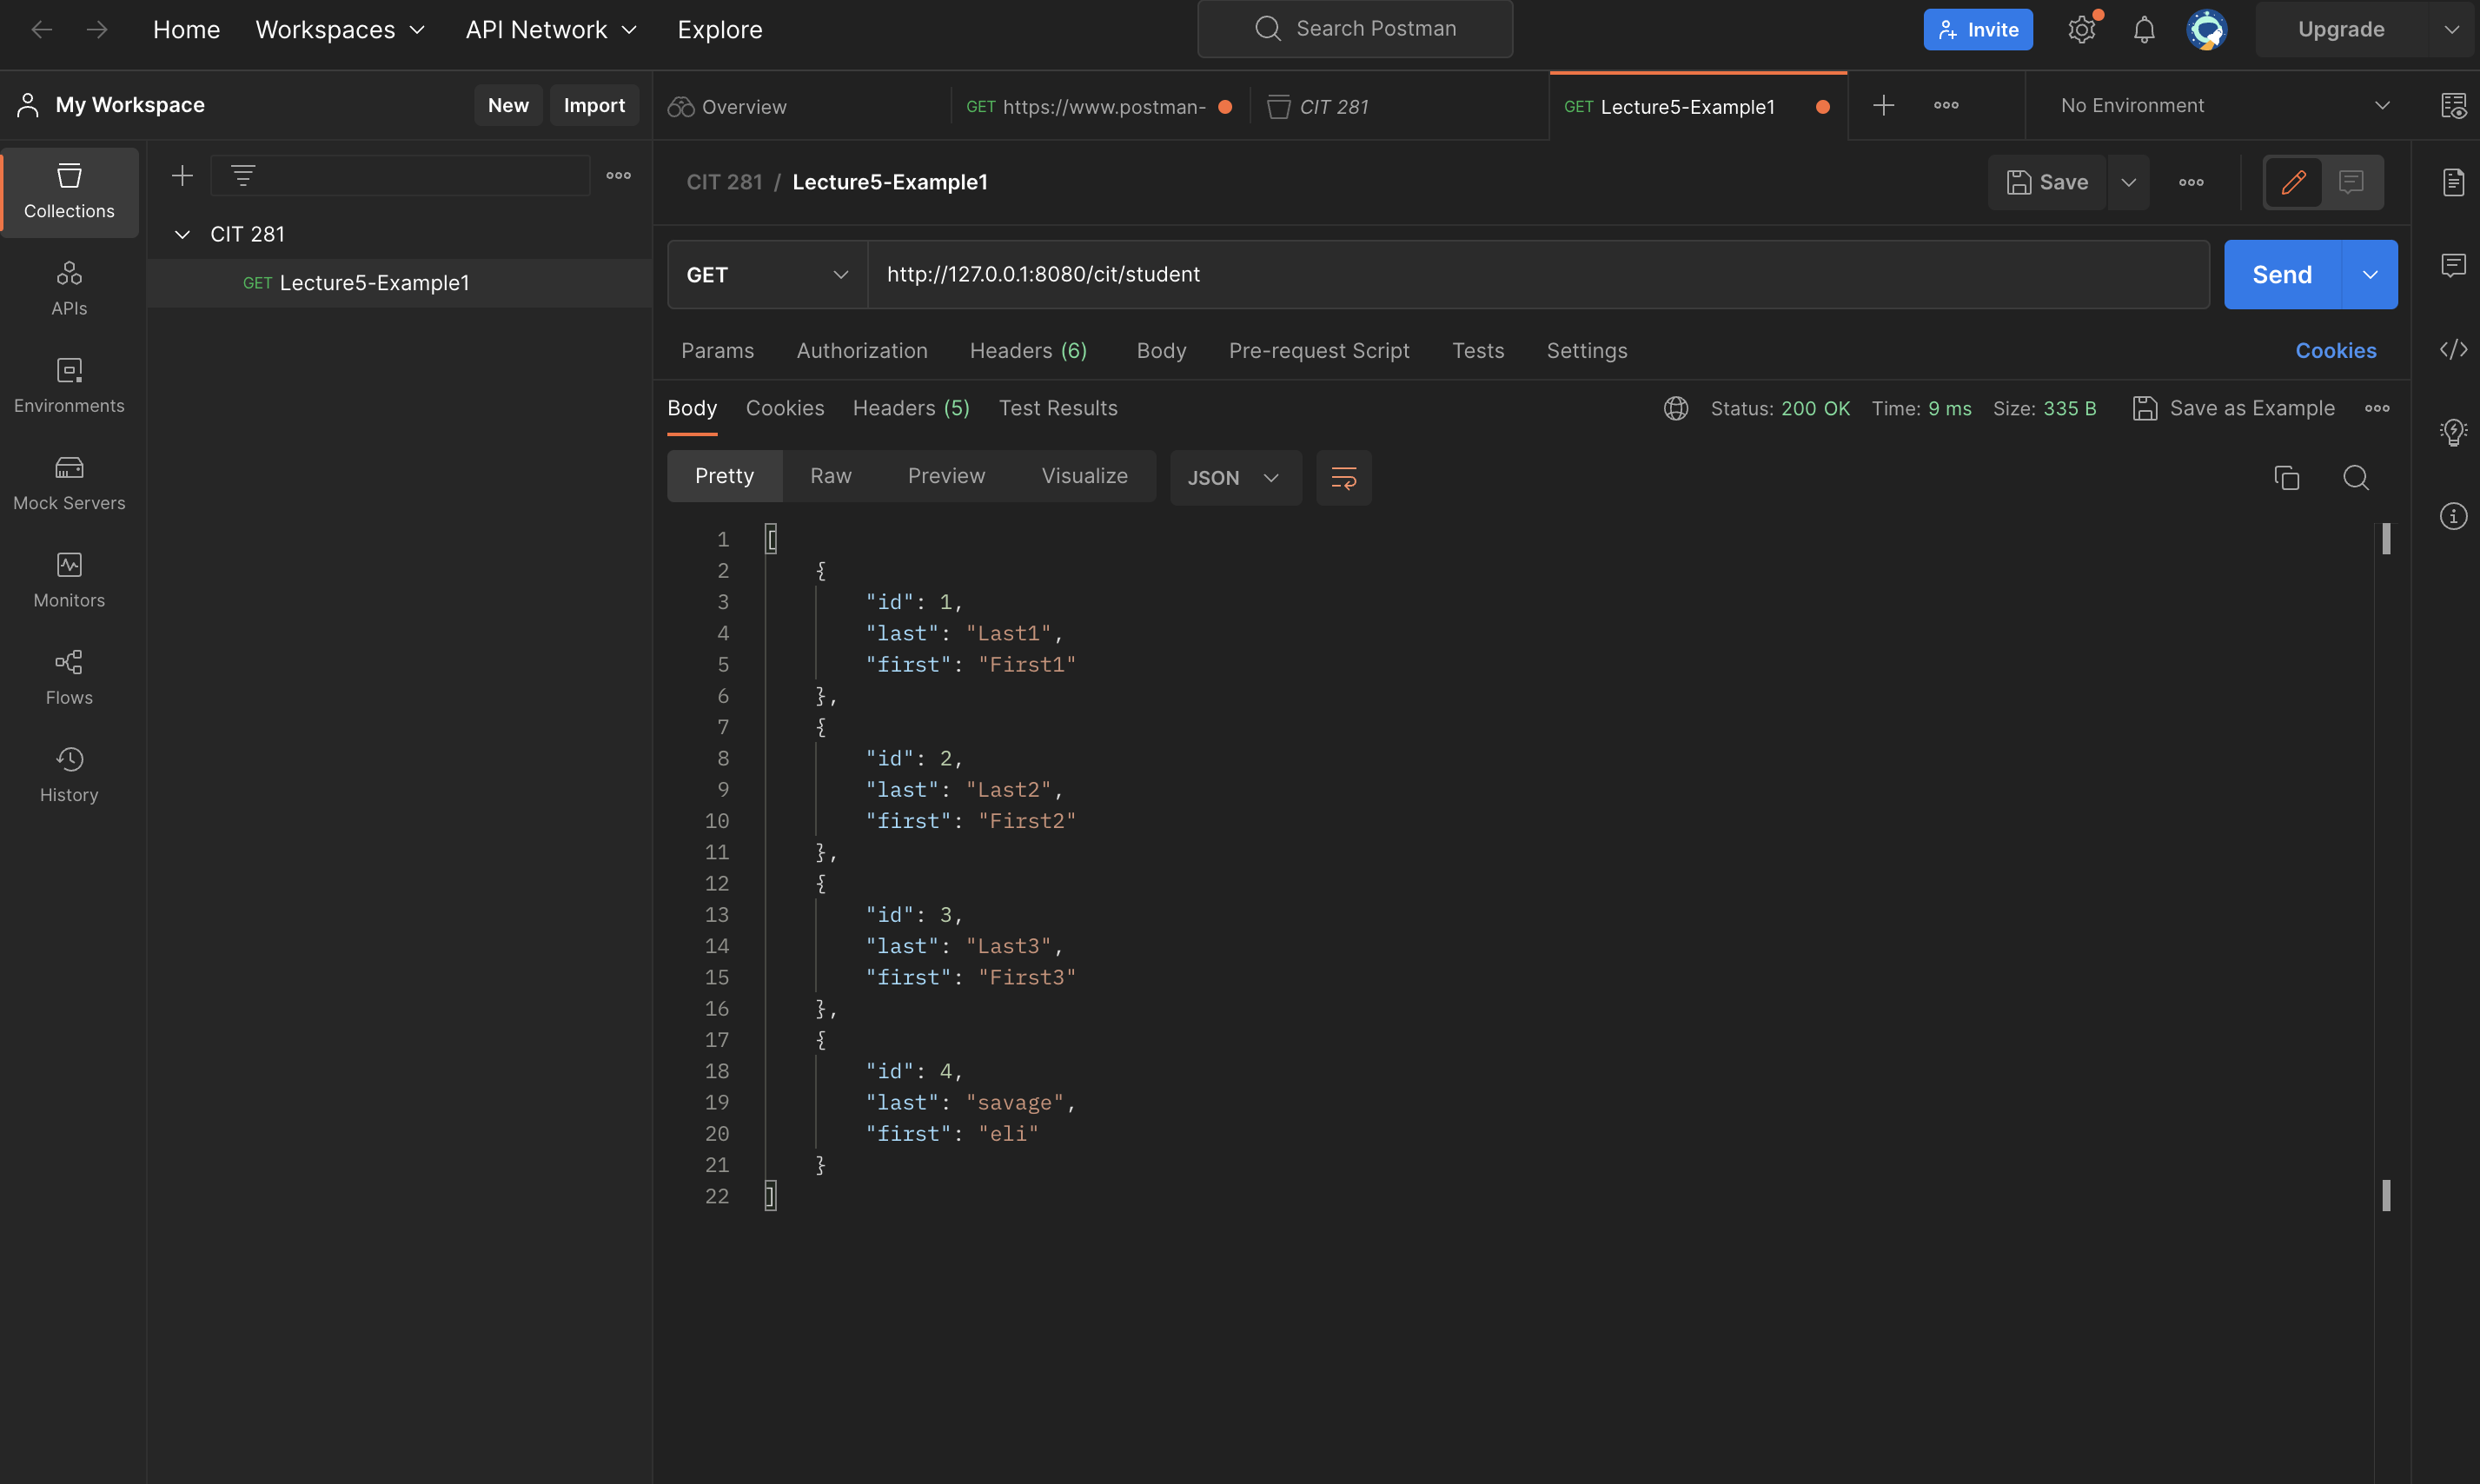 Home Workspaces API Network Explore Search Postman Invite Upgrade
My Workspace New Import Overview GET https://www.postman- CIT 281 GET Lecture5-Example1 No Environment
CIT 281 / Lecture5-Example1 Save
Collections
CIT 281
GET Lecture5-Example1
APIs
Environments
Mock Servers
Monitors
Flows
History
GET http://127.0.0.1:8080/cit/student Send
Params Authorization Headers (6) Body Pre-request Script Tests Settings Cookies
Body Cookies Headers (5) Test Results Status: 200 OK Time: 9 ms Size: 335 B Save as Example
Pretty Raw Preview Visualize JSON
1 [
2 {
3 "id": 1,
4 "last": "Last1",
5 "first": "First1"
6 },
7 {
8 "id": 2,
9 "last": "Last2",
10 "first": "First2"
11 },
12 {
13 "id": 3,
14 "last": "Last3",
15 "first": "First3"
16 },
17 {
18 "id": 4,
19 "last": "savage",
20 "first": "eli"
21 }
22 ]